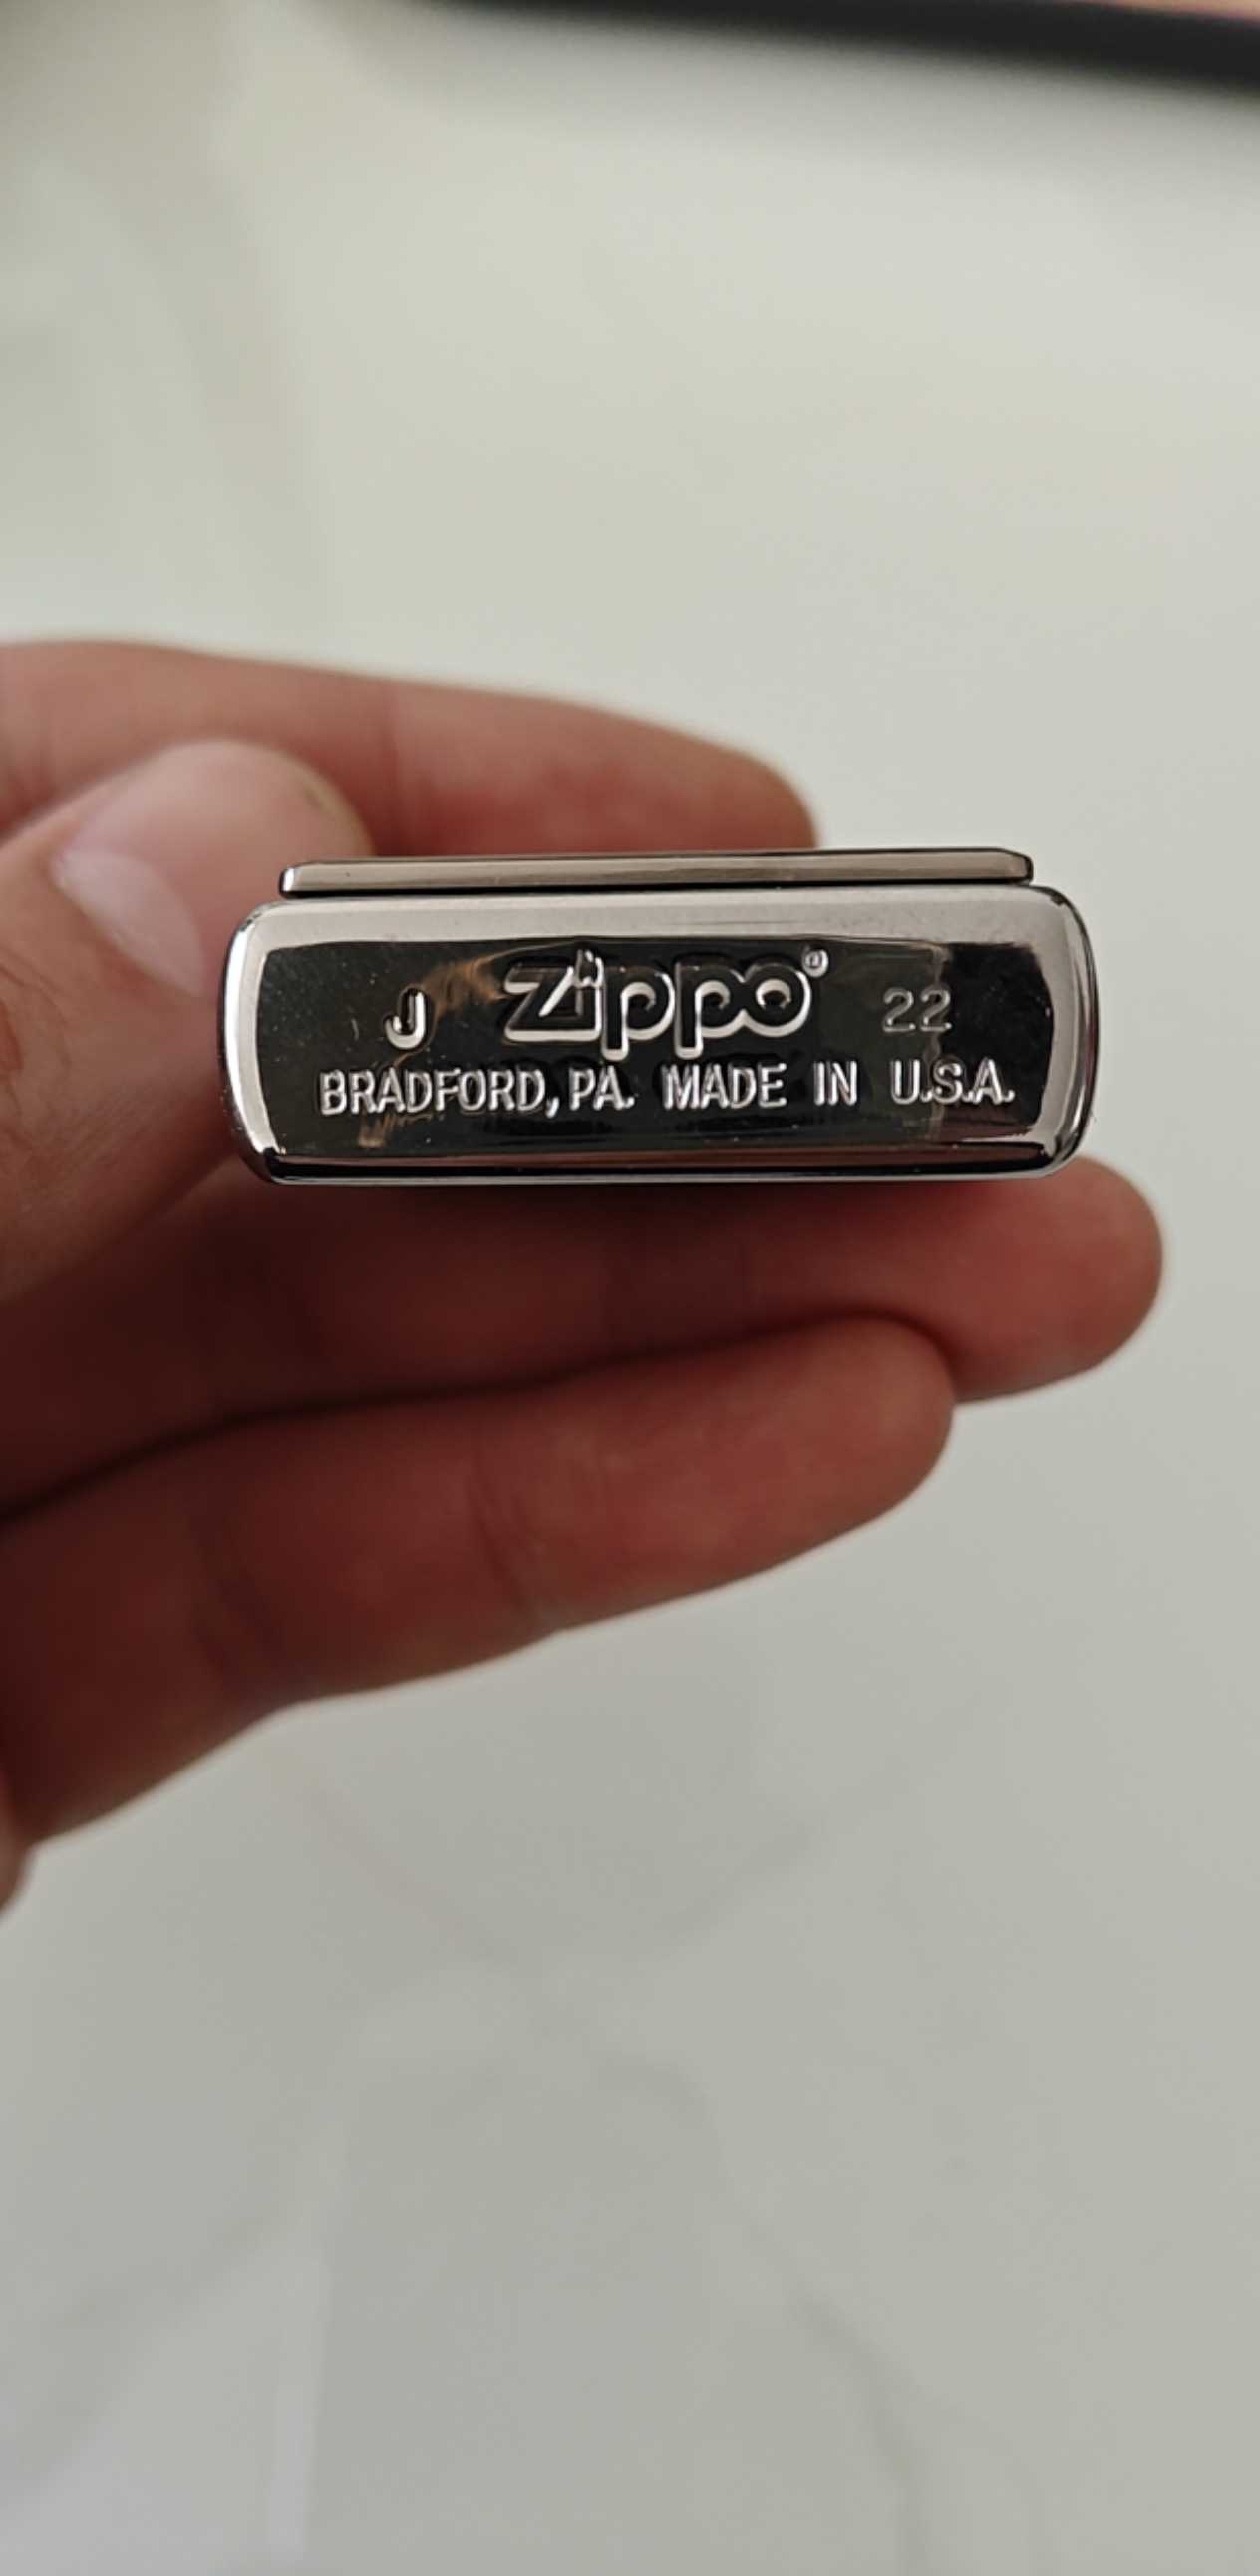 J Zippo® 22
BRADFORD, PA. MADE IN U.S.A.